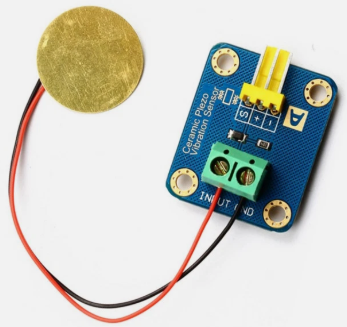 S + -
A
Ceramic Piezo
Vibration Sensor
INPUT GND